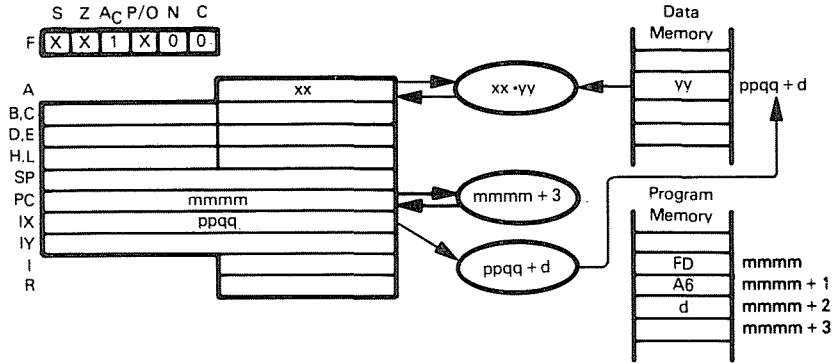 S Z AC P/O N C
F X X 1 X 0 0
Data
Memory
A xx
xx · yy
yy
ppqq + d
B,C
D,E
H,L
SP
PC mmmm
mmmm + 3
IX ppqq
IY
ppqq + d
I
R
Program
Memory
FD mmmm
A6 mmmm + 1
d mmmm + 2
mmmm + 3